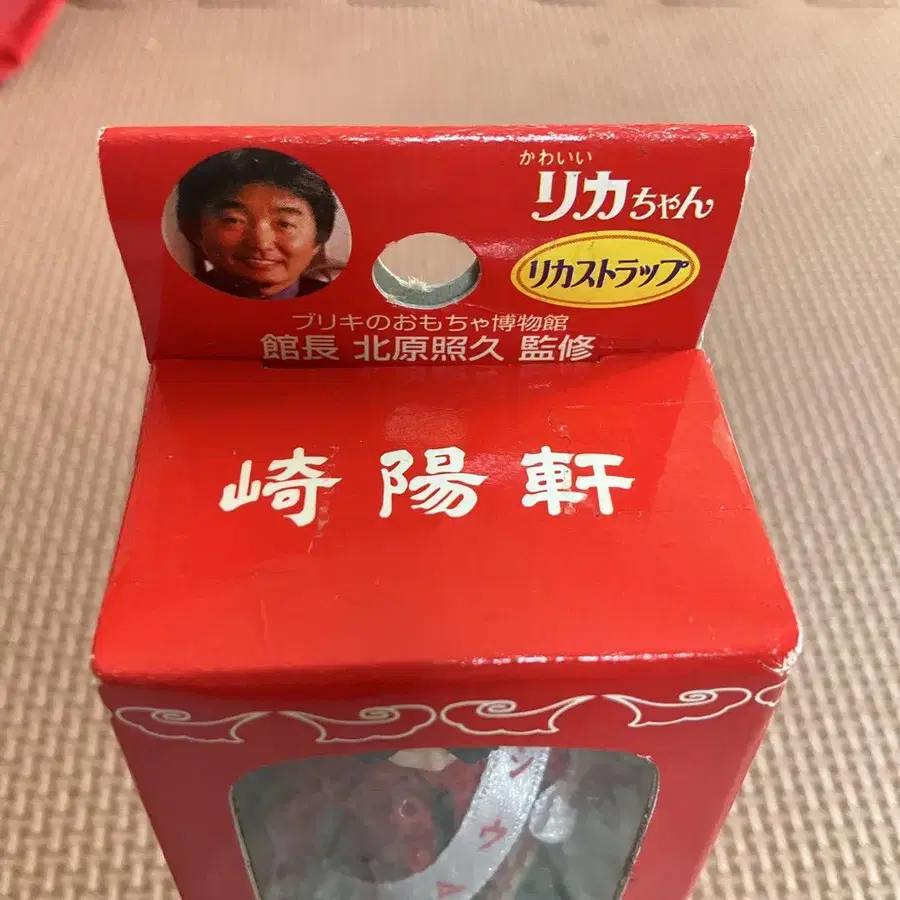 かわいい
リカちゃん
リカストラップ
ブリキのおもちゃ博物館
館長 北原照久 監修
崎陽軒
ウ